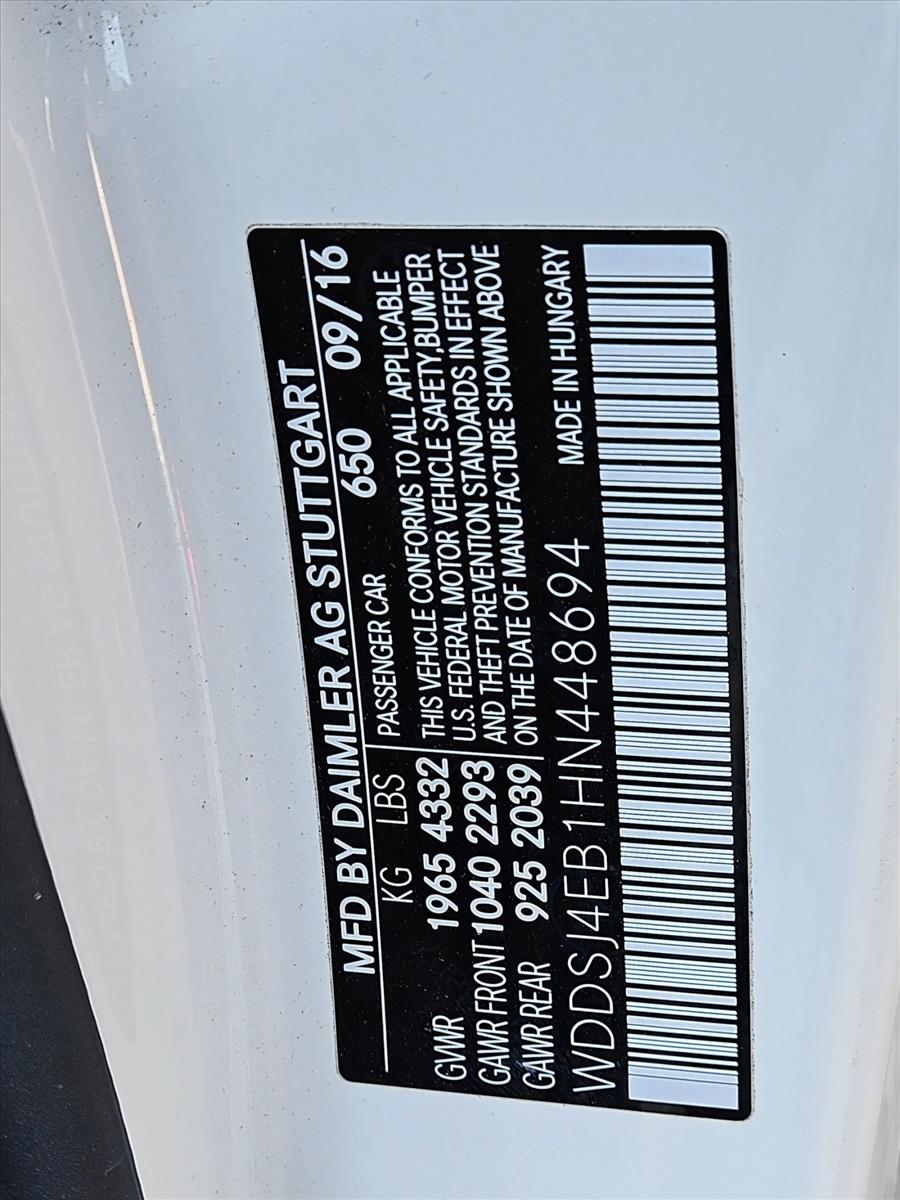 MFD BY DAIMLER AG STUTTGART
650 09/16
KG LBS PASSENGER CAR
GVWR 1965 4332 THIS VEHICLE CONFORMS TO ALL APPLICABLE
GAWR FRONT 1040 2293 U.S. FEDERAL MOTOR VEHICLE SAFETY,BUMPER
GAWR REAR 925 2039 AND THEFT PREVENTION STANDARDS IN EFFECT
ON THE DATE OF MANUFACTURE SHOWN ABOVE
MADE IN HUNGARY
WDDSJ4EB1HN448694